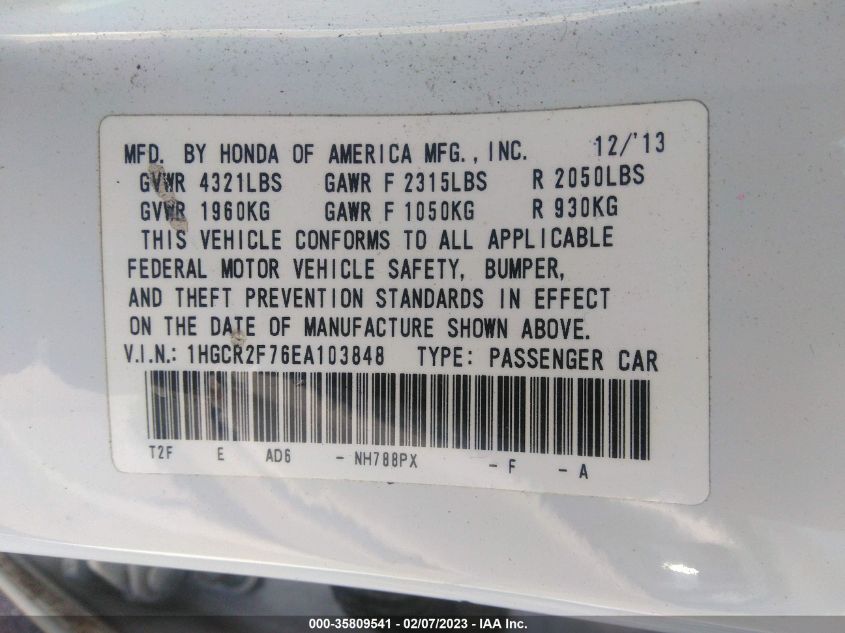 MFD. BY HONDA OF AMERICA MFG., INC. 12/'13
GVWR 4321LBS GAWR F 2315LBS R 2050LBS
GVWR 1960KG GAWR F 1050KG R 930KG
THIS VEHICLE CONFORMS TO ALL APPLICABLE
FEDERAL MOTOR VEHICLE SAFETY, BUMPER,
AND THEFT PREVENTION STANDARDS IN EFFECT
ON THE DATE OF MANUFACTURE SHOWN ABOVE.
V.I.N.: 1HGCR2F76EA103848 TYPE: PASSENGER CAR
T2F E AD6 - NH788PX - F - A
000-35809541 — 02/07/2023 — IAA Inc.